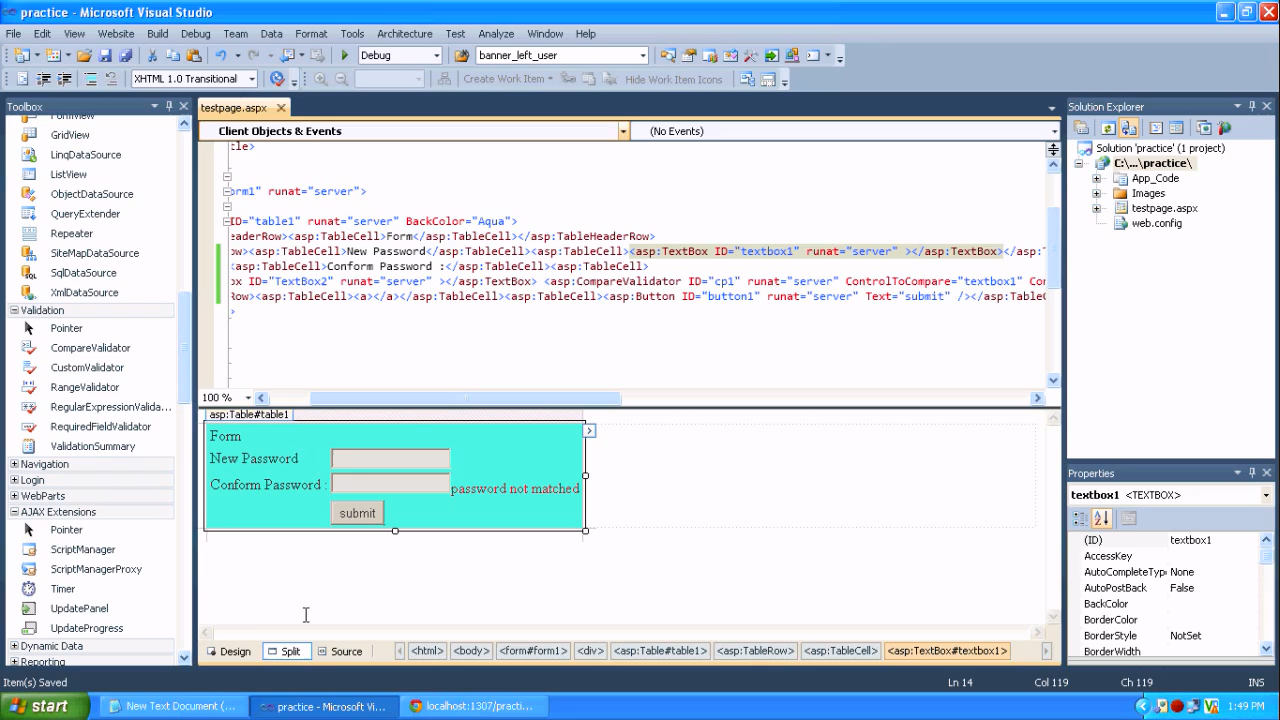 practice - Microsoft Visual Studio
File Edit View Website Build Debug Team Data Format Tools Architecture Test Analyze Window Help
Debug banner_left_user
XHTML 1.0 Transitional Create Work Item Hide Work Item Icons
Toolbox
FormView
GridView
LinqDataSource
ListView
ObjectDataSource
QueryExtender
Repeater
SiteMapDataSource
SqlDataSource
XmlDataSource
Validation
Pointer
CompareValidator
CustomValidator
RangeValidator
RegularExpressionValida...
RequiredFieldValidator
ValidationSummary
Navigation
Login
WebParts
AJAX Extensions
Pointer
ScriptManager
ScriptManagerProxy
Timer
UpdatePanel
UpdateProgress
Dynamic Data
Reporting
testpage.aspx
Client Objects & Events (No Events)
tle>
orm1" runat="server">
ID="table1" runat="server" BackColor="Aqua">
eaderRow><asp:TableCell>Form</asp:TableCell></asp:TableHeaderRow>
ow><asp:TableCell>New Password</asp:TableCell><asp:TableCell><asp:TextBox ID="textbox1" runat="server" ></asp:TextBox></asp:T
<asp:TableCell>Conform Password :</asp:TableCell><asp:TableCell>
ox ID="TextBox2" runat="server" ></asp:TextBox> <asp:CompareValidator ID="cp1" runat="server" ControlToCompare="textbox1" Co
Row><asp:TableCell><a></a></asp:TableCell><asp:TableCell><asp:Button ID="button1" runat="server" Text="submit" /></asp:TableC
>
100 %
asp:Table#table1
Form
New Password
Conform Password :
password not matched
submit
Design Split Source <html> <body> <form#form1> <div> <asp:Table#table1> <asp:TableRow> <asp:TableCell> <asp:TextBox#textbox1>
Solution Explorer
Solution 'practice' (1 project)
C:\...\practice\
App_Code
Images
testpage.aspx
web.config
Properties
textbox1 <TEXTBOX>
(ID) textbox1
AccessKey
AutoCompleteType None
AutoPostBack False
BackColor
BorderColor
BorderStyle NotSet
BorderWidth
Item(s) Saved Ln 14 Col 119 Ch 119 INS
start New Text Document (... practice - Microsoft Vi... localhost:1307/practi... 1:49 PM